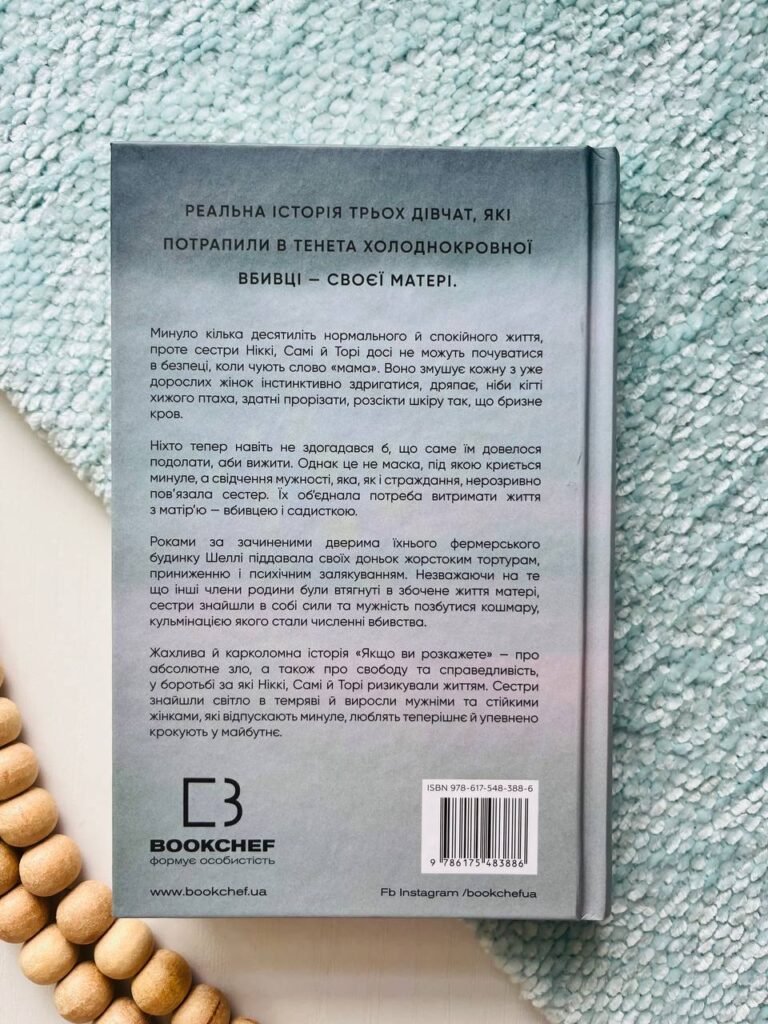 РЕАЛЬНА ІСТОРІЯ ТРЬОХ ДІВЧАТ, ЯКІ
ПОТРАПИЛИ В ТЕНЕТА ХОЛОДНОКРОВНОЇ
ВБИВЦІ – СВОЄЇ МАТЕРІ.
Минуло кілька десятиліть нормального й спокійного життя,
проте сестри Ніккі, Самі й Торі досі не можуть почуватися
в безпеці, коли чують слово «мама». Воно змушує кожну з уже
дорослих жінок інстинктивно здригатися, дряпає, ніби кігті
хижого птаха, здатні прорізати, розсікти шкіру так, що бризне
кров.
Ніхто тепер навіть не здогадався б, що саме їм довелося
подолати, аби вижити. Однак це не маска, під якою криється
минуле, а свідчення мужності, яка, як і страждання, нерозривно
пов’язала сестер. Їх об’єднала потреба витримати життя
з матір’ю — вбивцею і садисткою.
Роками за зачиненими дверима їхнього фермерського
будинку Шеллі піддавала своїх доньок жорстоким тортурам,
приниженню і психічним залякуванням. Незважаючи на те
що інші члени родини були втягнуті в збочене життя матері,
сестри знайшли в собі сили та мужність позбутися кошмару,
кульмінацією якого стали численні вбивства.
Жахлива й карколомна історія «Якщо ви розкажете» — про
абсолютне зло, а також про свободу та справедливість,
у боротьбі за які Ніккі, Самі й Торі ризикували життям. Сестри
знайшли світло в темряві й виросли мужніми та стійкими
жінками, які відпускають минуле, люблять теперішнє й упевнено
крокують у майбутнє.
ISBN 978-617-548-388-6
9 786175 483886
BOOKCHEF
формує особистість
www.bookchef.ua
Fb Instagram /bookchefua